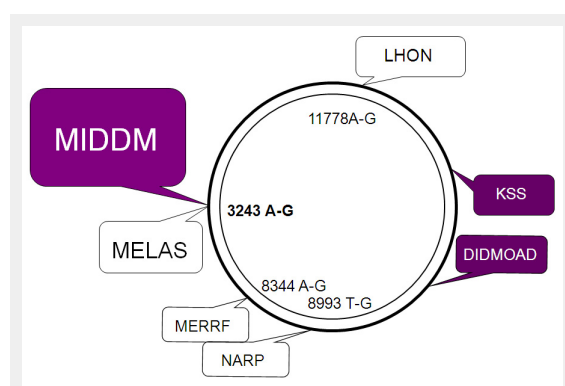 LHON
11778A-G
MIDDM
KSS
3243 A-G
MELAS
DIDMOAD
8344 A-G
8993 T-G
MERRF
NARP